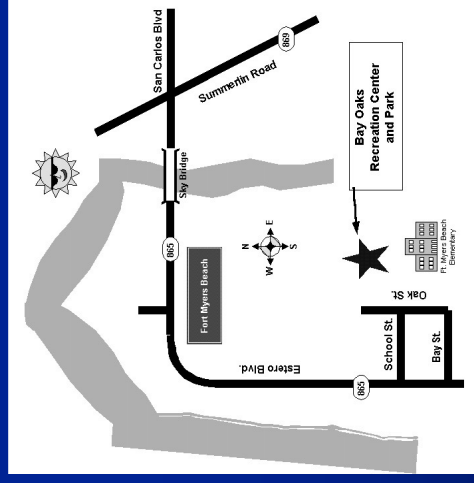 San Carlos Blvd
869
Summerlin Road
Sky Bridge
865
Fort Myers Beach
N
E
S
W
Bay Oaks
Recreation Center
and Park
Ft. Myers Beach
Elementary
Oak St.
School St.
Bay St.
Estero Blvd.
865